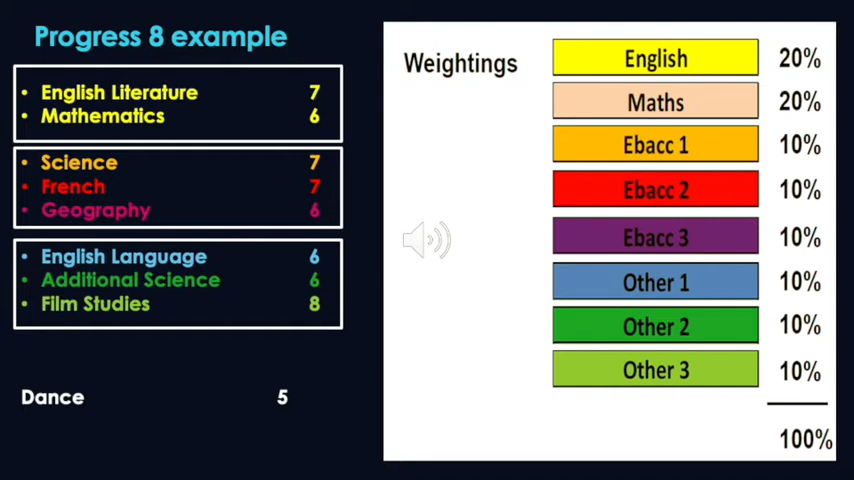 Progress 8 example
• English Literature 7
• Mathematics 6
• Science 7
• French 7
• Geography 6
• English Language 6
• Additional Science 6
• Film Studies 8
Dance 5
Weightings
English 20%
Maths 20%
Ebacc 1 10%
Ebacc 2 10%
Ebacc 3 10%
Other 1 10%
Other 2 10%
Other 3 10%
100%